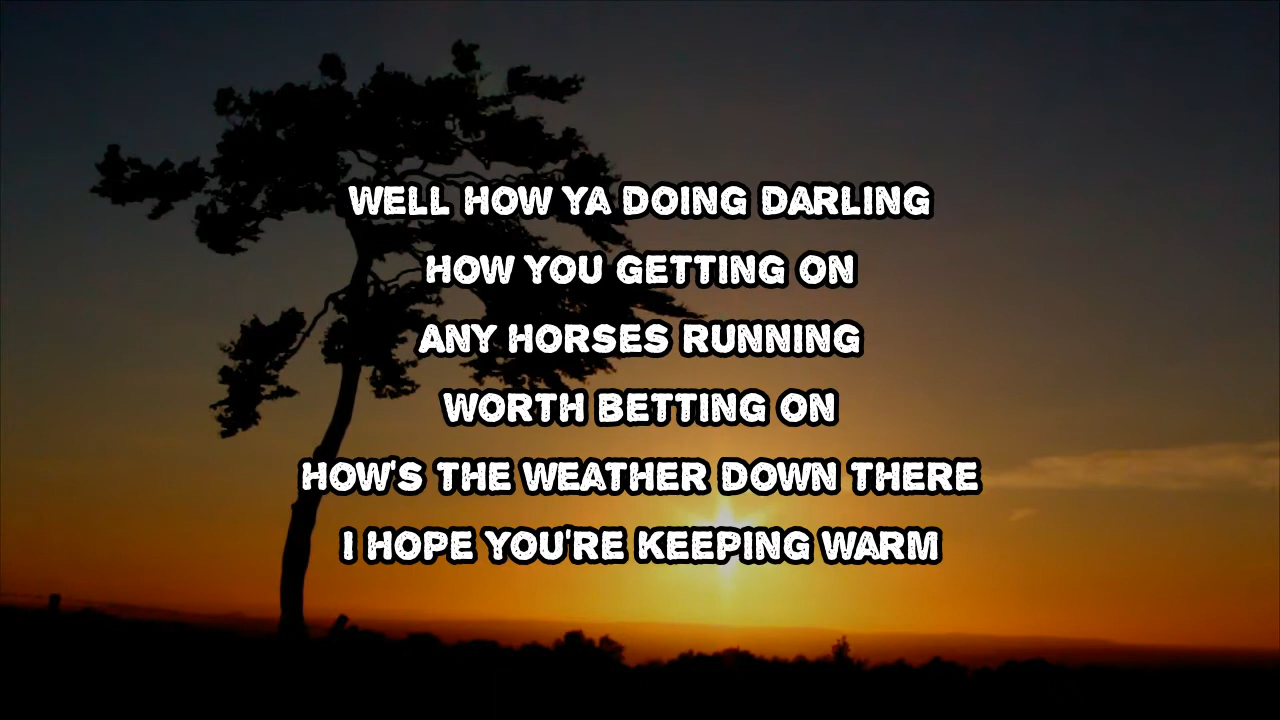 WELL HOW YA DOING DARLING
HOW YOU GETTING ON
ANY HORSES RUNNING
WORTH BETTING ON
HOW'S THE WEATHER DOWN THERE
I HOPE YOU'RE KEEPING WARM